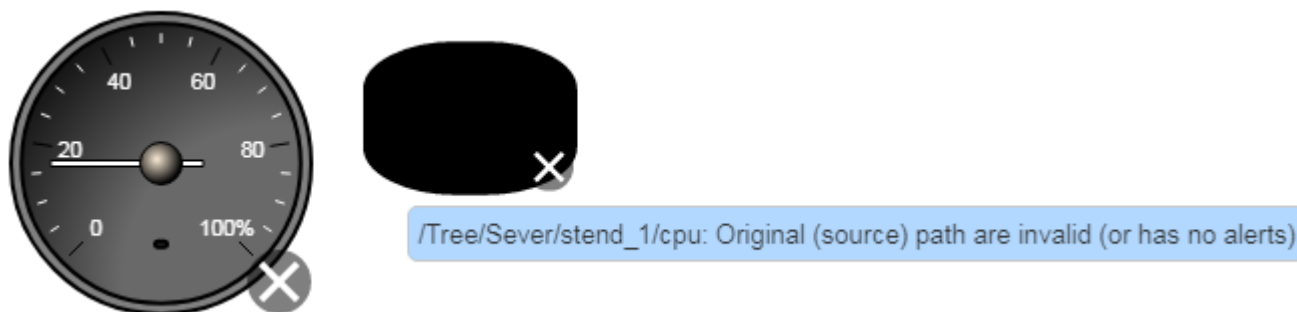 40 60
20 80
0 100%
/Tree/Sever/stend_1/cpu: Original (source) path are invalid (or has no alerts)